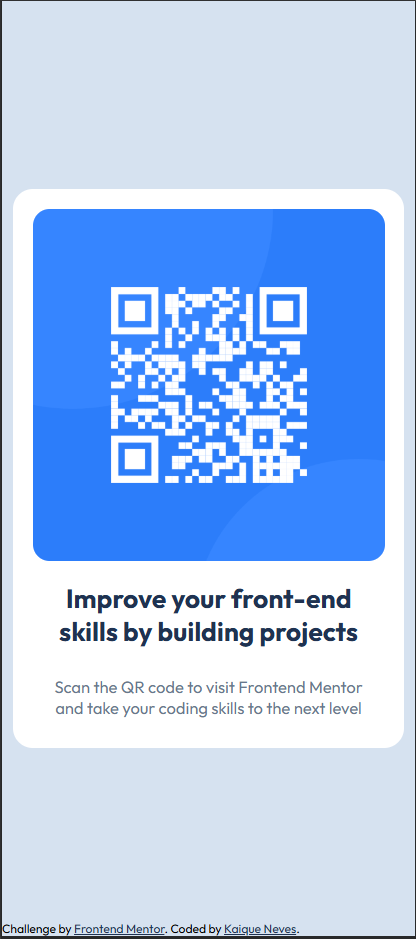 Improve your front-end
skills by building projects
Scan the QR code to visit Frontend Mentor
and take your coding skills to the next level
Challenge by Frontend Mentor. Coded by Kaique Neves.